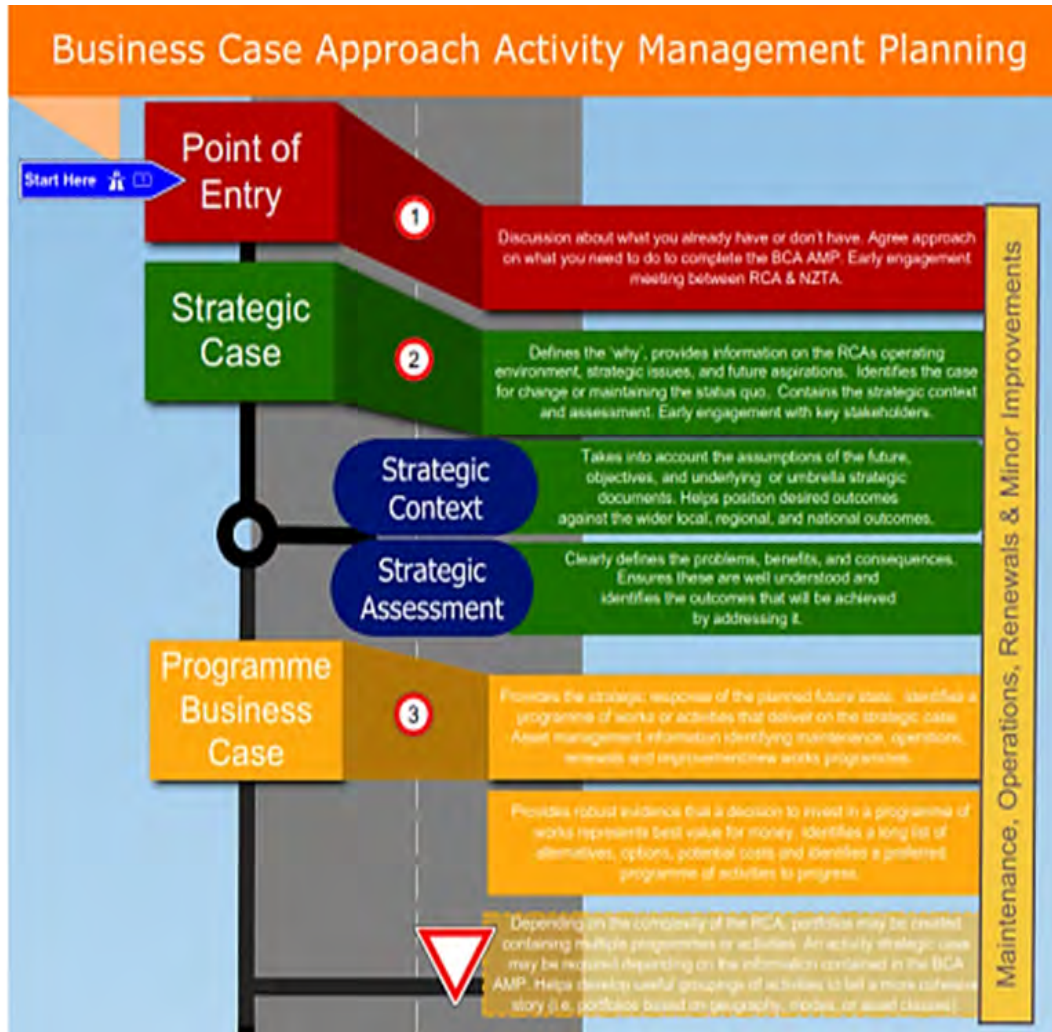 Business Case Approach Activity Management Planning
Start Here
Point of
Entry
1
Discussion about what you already have or don't have. Agree approach
on what you need to do to complete the BCA AMP. Early engagement
meeting between RCA & NZTA.
Strategic
Case
2
Defines the 'why', provides information on the RCAs operating
environment, strategic issues, and future aspirations. Identifies the case
for change or maintaining the status quo. Contains the strategic context
and assessment. Early engagement with key stakeholders.
Strategic
Context
Takes into account the assumptions of the future,
objectives, and underlying or umbrella strategic
documents. Helps position desired outcomes
against the wider local, regional, and national outcomes.
Strategic
Assessment
Clearly defines the problems, benefits, and consequences.
Ensures these are well understood and
identifies the outcomes that will be achieved
by addressing it.
Programme
Business
Case
3
Provides the strategic response of the planned future state. Identifies a
programme of works or activities that deliver on the strategic case.
Asset management information identifying maintenance, operations,
renewals and improvement/new works programmes.
Provides robust evidence that a decision to invest in a programme of
works represents best value for money. Identifies a long list of
alternatives, options, potential costs and identifies a preferred
programme of activities to progress.
Depending on the complexity of the RCA, portfolios may be created
containing multiple programmes or activities. An activity strategic case
may be required depending on the information contained in the BCA
AMP. Helps develop useful groupings of activities to tell a more cohesive
story (i.e. portfolios based on geography, modes, or asset classes)
Maintenance, Operations, Renewals & Minor Improvements